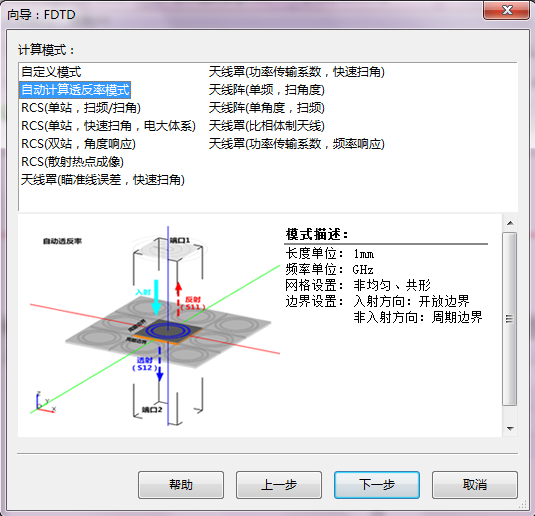 向导：FDTD
计算模式：
自定义模式
自动计算透反率模式
RCS(单站，扫频/扫角)
RCS(单站，快速扫角，电大体系)
RCS(双站，角度响应)
RCS(散射热点成像)
天线罩(瞄准线误差，快速扫角)
天线罩(功率传输系数，快速扫角)
天线阵(单频，扫角度)
天线阵(单角度，扫频)
天线罩(比相体制天线)
天线罩(功率传输系数，频率响应)
自动透反率
端口1
入射
反射
(S11)
周期边界
周期边界
透射
(S12)
端口2
Z
Y
X
模式描述：
长度单位： 1mm
频率单位： GHz
网格设置： 非均匀、共形
边界设置： 入射方向：开放边界
非入射方向：周期边界
帮助
上一步
下一步
取消